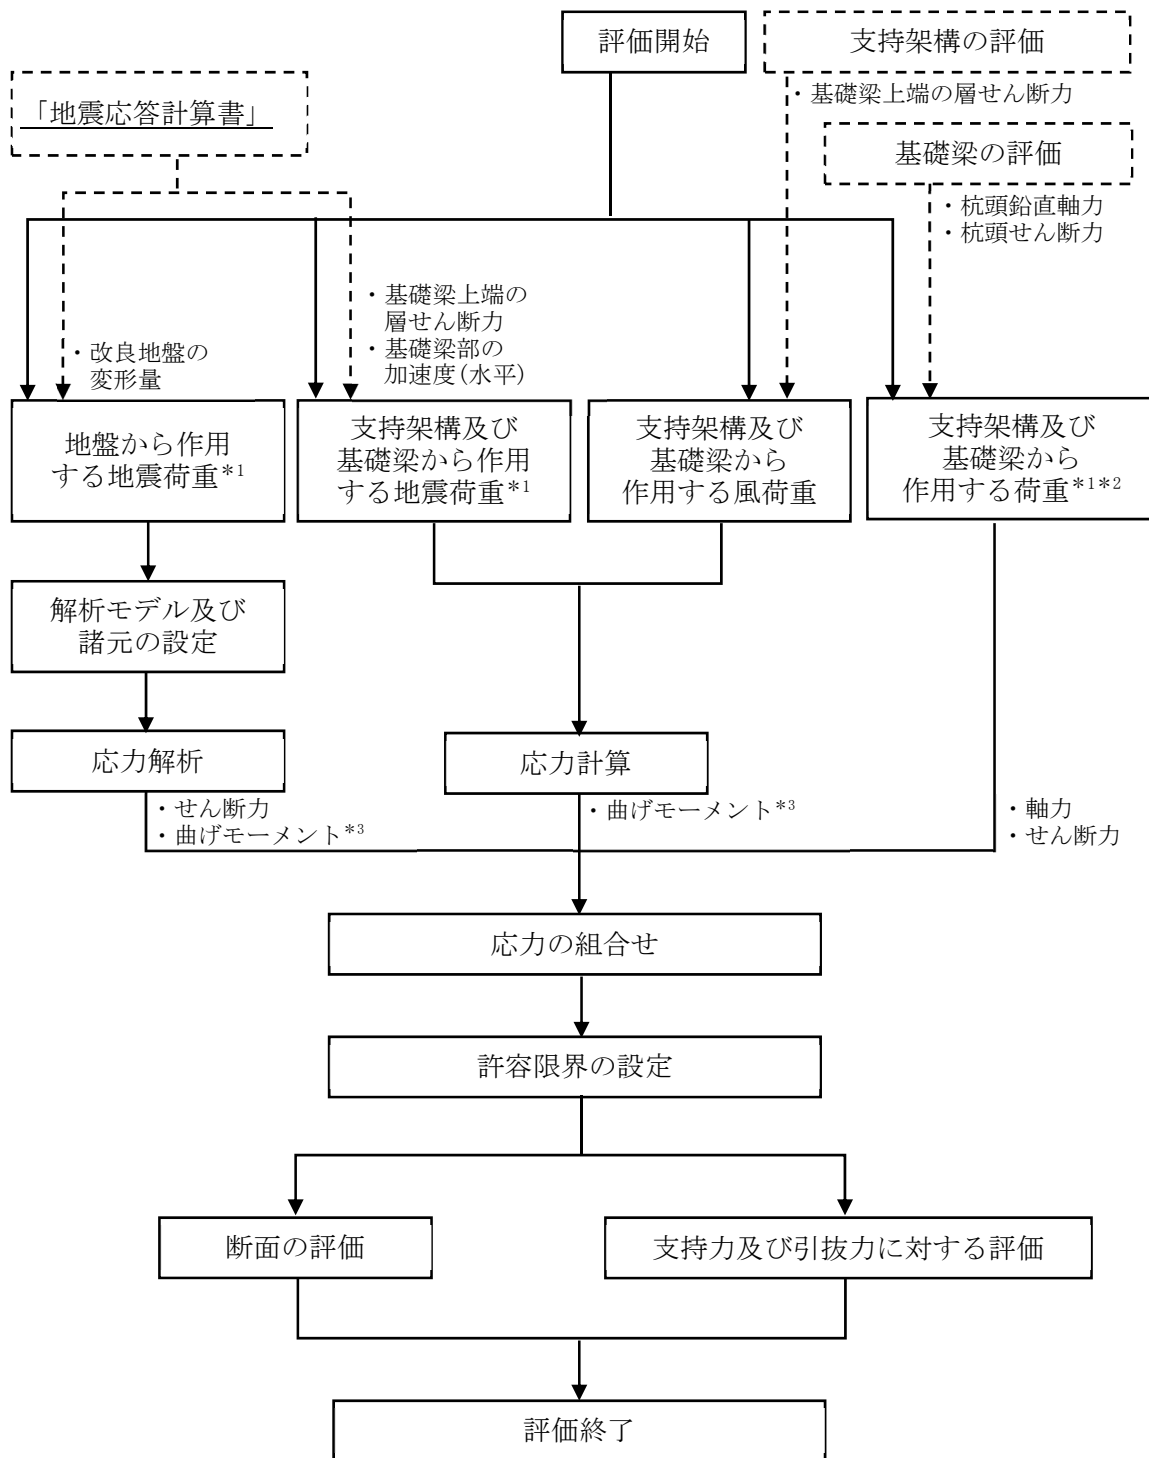 評価開始
支持架構の評価
・基礎梁上端の層せん断力
「地震応答計算書」
基礎梁の評価
・杭頭鉛直軸力
・杭頭せん断力
・基礎梁上端の
層せん断力
・基礎梁部の
加速度(水平)
・改良地盤の
変形量
地盤から作用
する地震荷重*1
支持架構及び
基礎梁から作用
する地震荷重*1
支持架構及び
基礎梁から
作用する風荷重
支持架構及び
基礎梁から
作用する荷重*1*2
解析モデル及び
諸元の設定
応力解析
応力計算
・せん断力
・曲げモーメント*3
・曲げモーメント*3
・軸力
・せん断力
応力の組合せ
許容限界の設定
断面の評価
支持力及び引抜力に対する評価
評価終了